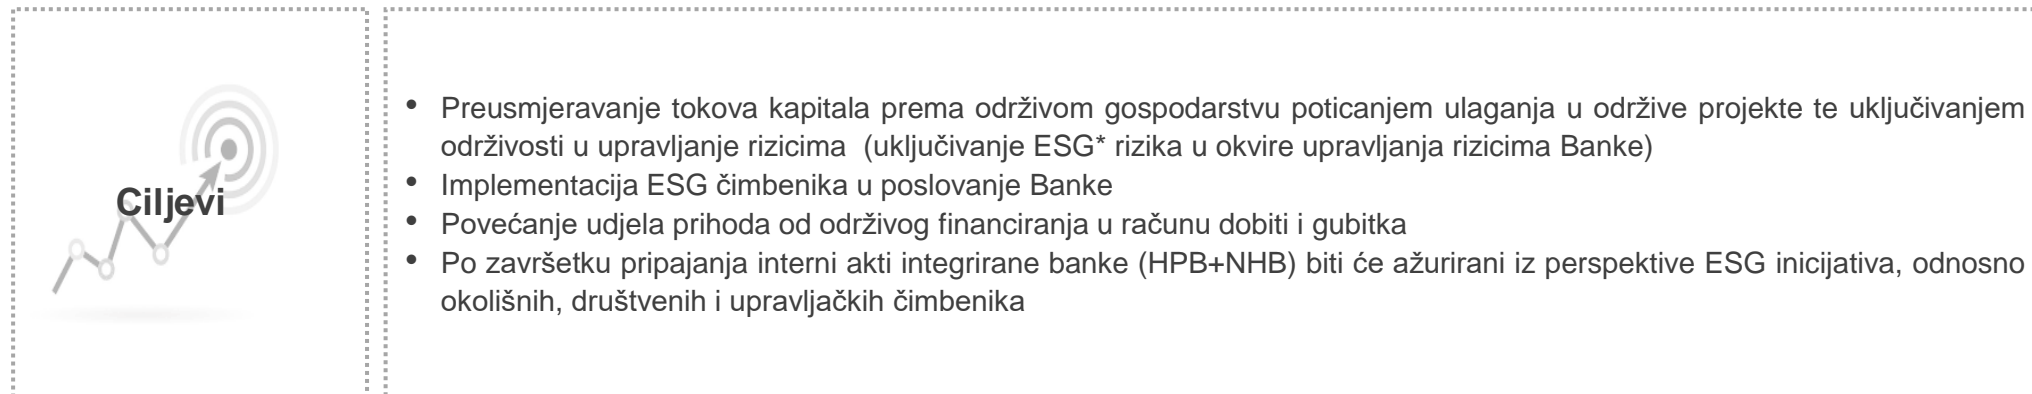 Ciljevi
• Preusmjeravanje tokova kapitala prema održivom gospodarstvu poticanjem ulaganja u održive projekte te uključivanjem
održivosti u upravljanje rizicima  (uključivanje ESG* rizika u okvire upravljanja rizicima Banke)
• Implementacija ESG čimbenika u poslovanje Banke
• Povećanje udjela prihoda od održivog financiranja u računu dobiti i gubitka
• Po završetku pripajanja interni akti integrirane banke (HPB+NHB) biti će ažurirani iz perspektive ESG inicijativa, odnosno
okolišnih, društvenih i upravljačkih čimbenika